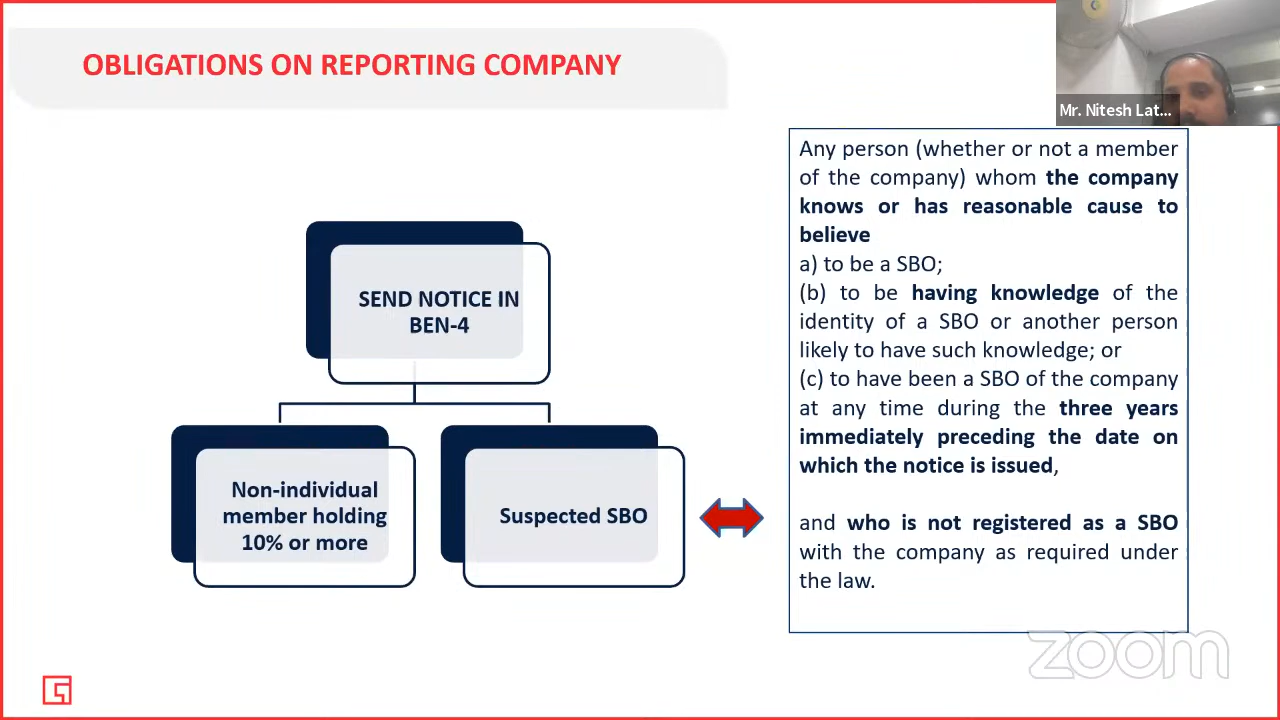 OBLIGATIONS ON REPORTING COMPANY
Mr. Nitesh Lat...
SEND NOTICE IN
BEN-4
Non-individual
member holding
10% or more
Suspected SBO
Any person (whether or not a member
of the company) whom the company
knows or has reasonable cause to
believe
a) to be a SBO;
(b) to be having knowledge of the
identity of a SBO or another person
likely to have such knowledge; or
(c) to have been a SBO of the company
at any time during the three years
immediately preceding the date on
which the notice is issued,
and who is not registered as a SBO
with the company as required under
the law.
zoom